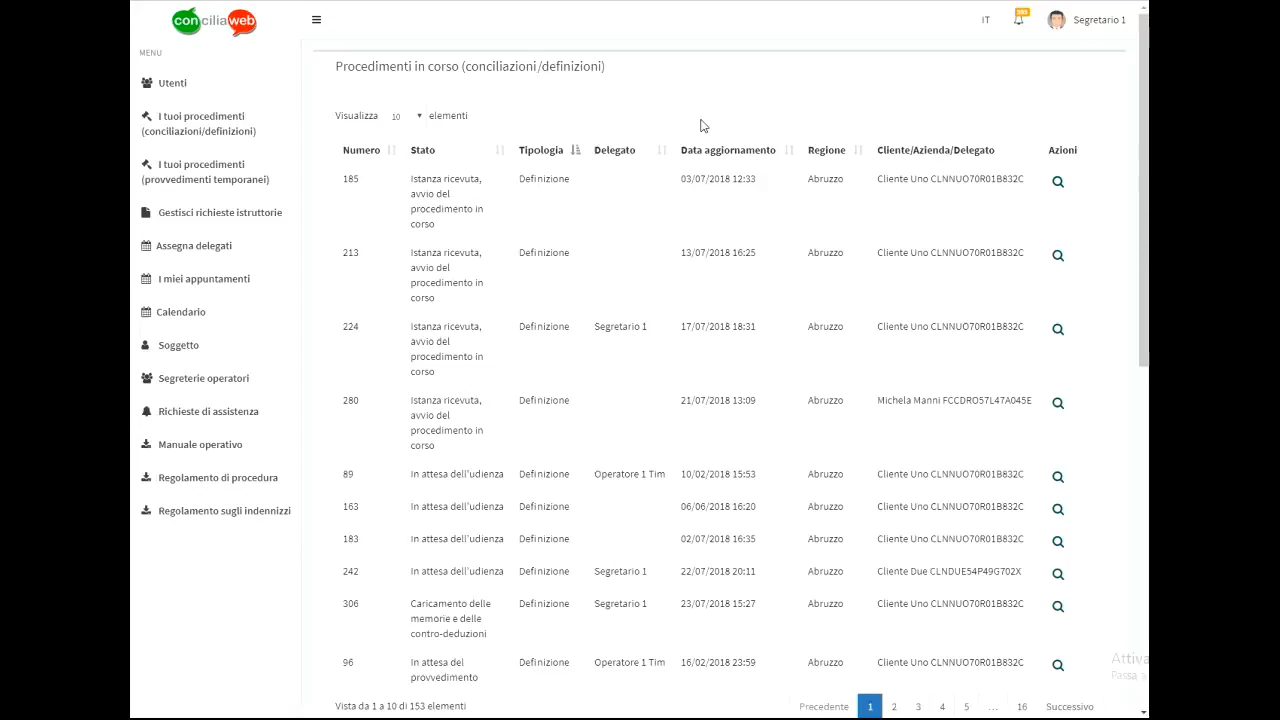 conciliaweb
IT
Segretario 1
MENU
Utenti
I tuoi procedimenti
(conciliazioni/definizioni)
I tuoi procedimenti
(provvedimenti temporanei)
Gestisci richieste istruttorie
Assegna delegati
I miei appuntamenti
Calendario
Soggetto
Segreterie operatori
Richieste di assistenza
Manuale operativo
Regolamento di procedura
Regolamento sugli indennizzi
Procedimenti in corso (conciliazioni/definizioni)
Visualizza 10 elementi
Numero Stato Tipologia Delegato Data aggiornamento Regione Cliente/Azienda/Delegato Azioni
185 Istanza ricevuta, Definizione 03/07/2018 12:33 Abruzzo Cliente Uno CLNNUO70R01B832C
avvio del
procedimento in
corso
213 Istanza ricevuta, Definizione 13/07/2018 16:25 Abruzzo Cliente Uno CLNNUO70R01B832C
avvio del
procedimento in
corso
224 Istanza ricevuta, Definizione Segretario 1 17/07/2018 18:31 Abruzzo Cliente Uno CLNNUO70R01B832C
avvio del
procedimento in
corso
280 Istanza ricevuta, Definizione 21/07/2018 13:09 Abruzzo Michela Manni FCCDRO57L47A045E
avvio del
procedimento in
corso
89 In attesa dell'udienza Definizione Operatore 1 Tim 10/02/2018 15:53 Abruzzo Cliente Uno CLNNUO70R01B832C
163 In attesa dell'udienza Definizione 06/06/2018 16:20 Abruzzo Cliente Uno CLNNUO70R01B832C
183 In attesa dell'udienza Definizione 02/07/2018 16:35 Abruzzo Cliente Uno CLNNUO70R01B832C
242 In attesa dell'udienza Definizione Segretario 1 22/07/2018 20:11 Abruzzo Cliente Due CLNDUE54P49G702X
306 Caricamento delle Definizione Segretario 1 23/07/2018 15:27 Abruzzo Cliente Uno CLNNUO70R01B832C
memorie e delle
contro-deduzioni
96 In attesa del Definizione Operatore 1 Tim 16/02/2018 23:59 Abruzzo Cliente Uno CLNNUO70R01B832C
provvedimento
Attiva
Passa a
Vista da 1 a 10 di 153 elementi
Precedente 1 2 3 4 5 … 16 Successivo